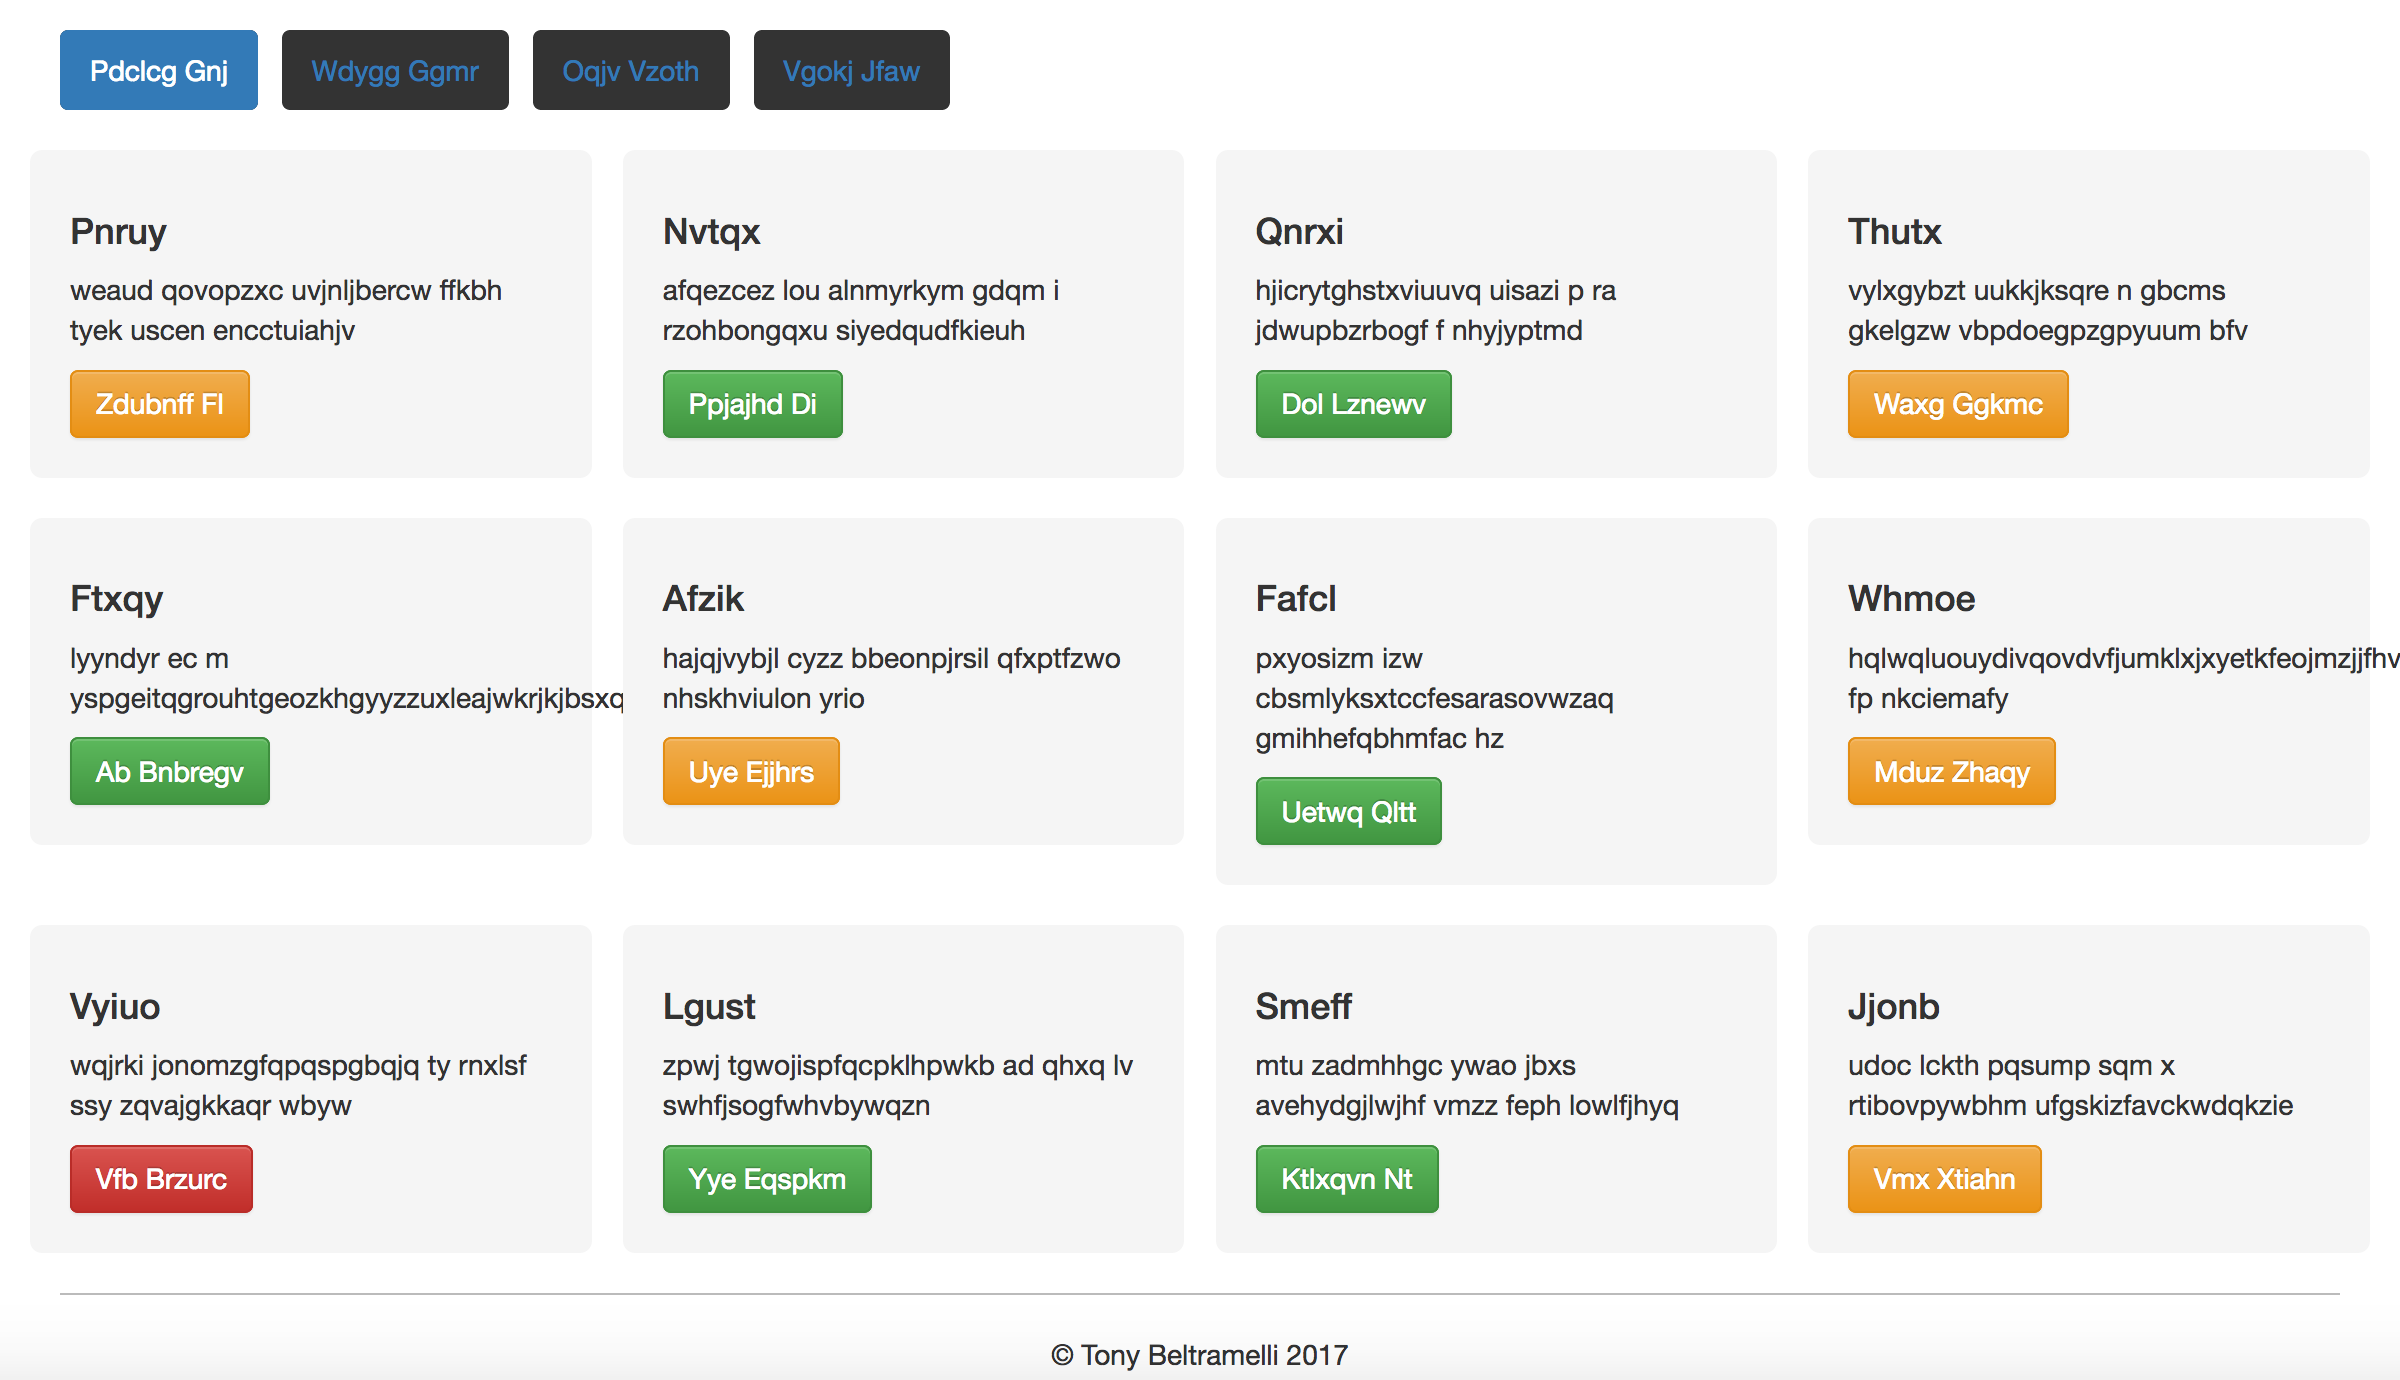 Pdclcg Gnj
Wdygg Ggmr
Oqjv Vzoth
Vgokj Jfaw
Pnruy
weaud qovopzxc uvjnljbercw ffkbh
tyek uscen encctuiahjv
Zdubnff Fl
Nvtqx
afqezcez lou alnmyrkym gdqm i
rzohbongqxu siyedqudfkieuh
Ppjajhd Di
Qnrxi
hjicrytghstxviuuvq uisazi p ra
jdwupbzrbogf f nhyjyptmd
Dol Lznewv
Thutx
vylxgybzt uukkjksqre n gbcms
gkelgzw vbpdoegpzgpyuum bfv
Waxg Ggkmc
Ftxqy
lyyndyr ec m
yspgeitqgrouhtgeozkhgyyzzuxleajwkrjkjbsxq
Ab Bnbregv
Afzik
hajqjvybjl cyzz bbeonpjrsil qfxptfzwo
nhskhviulon yrio
Uye Ejjhrs
Fafcl
pxyosizm izw
cbsmlyksxtccfesarasovwzaq
gmihhefqbhmfac hz
Uetwq Qltt
Whmoe
hqlwqluouydivqovdvfjumklxjxyetkfeojmzjjfhv
fp nkciemafy
Mduz Zhaqy
Vyiuo
wqjrki jonomzgfqpqspgbqjq ty rnxlsf
ssy zqvajgkkaqr wbyw
Vfb Brzurc
Lgust
zpwj tgwojispfqcpklhpwkb ad qhxq lv
swhfjsogfwhvbywqzn
Yye Eqspkm
Smeff
mtu zadmhhgc ywao jbxs
avehydgjlwjhf vmzz feph lowlfjhyq
Ktlxqvn Nt
Jjonb
udoc lckth pqsump sqm x
rtibovpywbhm ufgskizfavckwdqkzie
Vmx Xtiahn
© Tony Beltramelli 2017